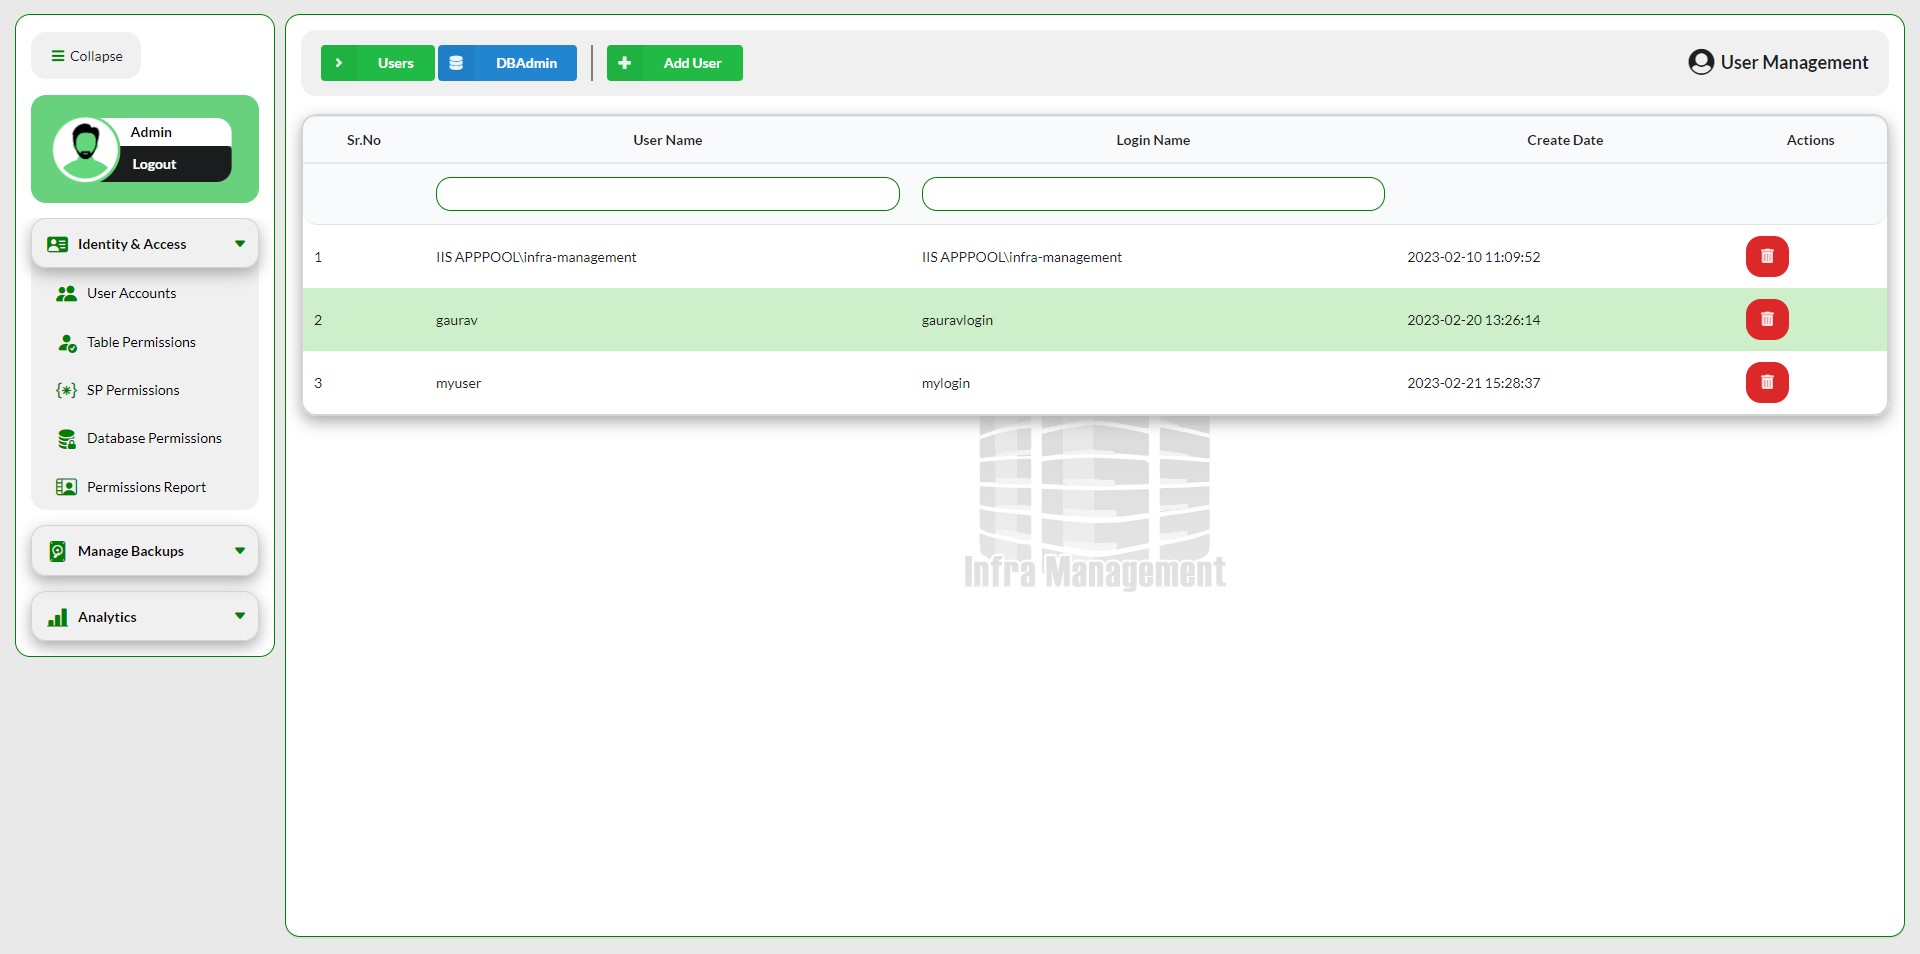 Collapse
Admin
Logout
Identity & Access
User Accounts
Table Permissions
SP Permissions
Database Permissions
Permissions Report
Manage Backups
Analytics
Users DBAdmin Add User User Management
Sr.No User Name Login Name Create Date Actions
1 IIS APPPOOL\infra-management IIS APPPOOL\infra-management 2023-02-10 11:09:52
2 gaurav gauravlogin 2023-02-20 13:26:14
3 myuser mylogin 2023-02-21 15:28:37
Infra Management